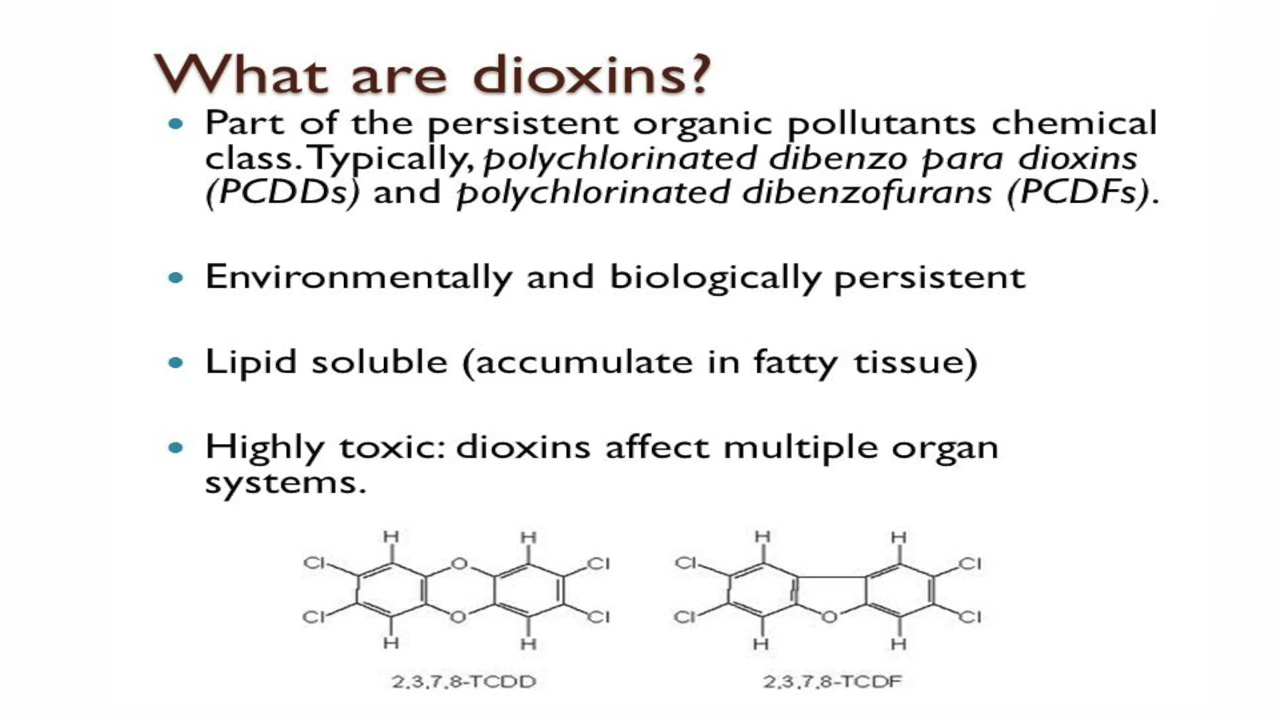 What are dioxins?
• Part of the persistent organic pollutants chemical
class. Typically, polychlorinated dibenzo para dioxins
(PCDDs) and polychlorinated dibenzofurans (PCDFs).
• Environmentally and biologically persistent
• Lipid soluble (accumulate in fatty tissue)
• Highly toxic: dioxins affect multiple organ
systems.
H H H H
Cl O Cl Cl Cl
Cl O Cl Cl O Cl
H H H H
2,3,7,8-TCDD 2,3,7,8-TCDF